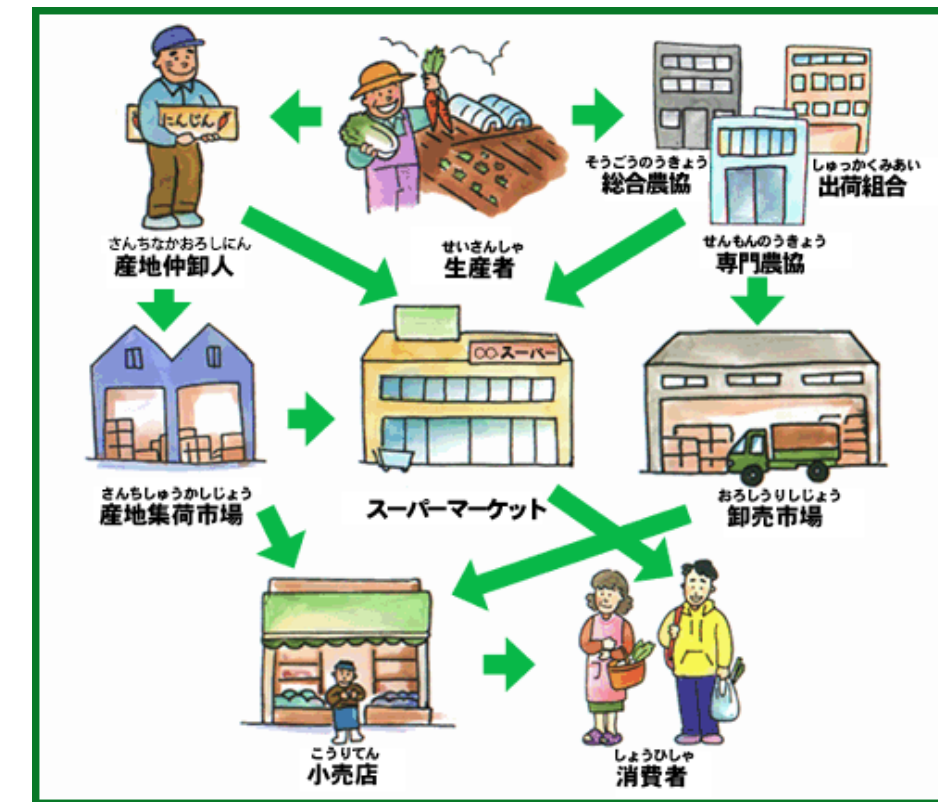 にんじん
そうごうのうきょう
総合農協
しゅっかくみあい
出荷組合
さんちなかおろしにん
産地仲卸人
せいさんしゃ
生産者
せんもんのうきょう
専門農協
○○スーパー
さんちしゅうかしじょう
産地集荷市場
スーパーマーケット
おろしうりしじょう
卸売市場
こうりてん
小売店
しょうひしゃ
消費者